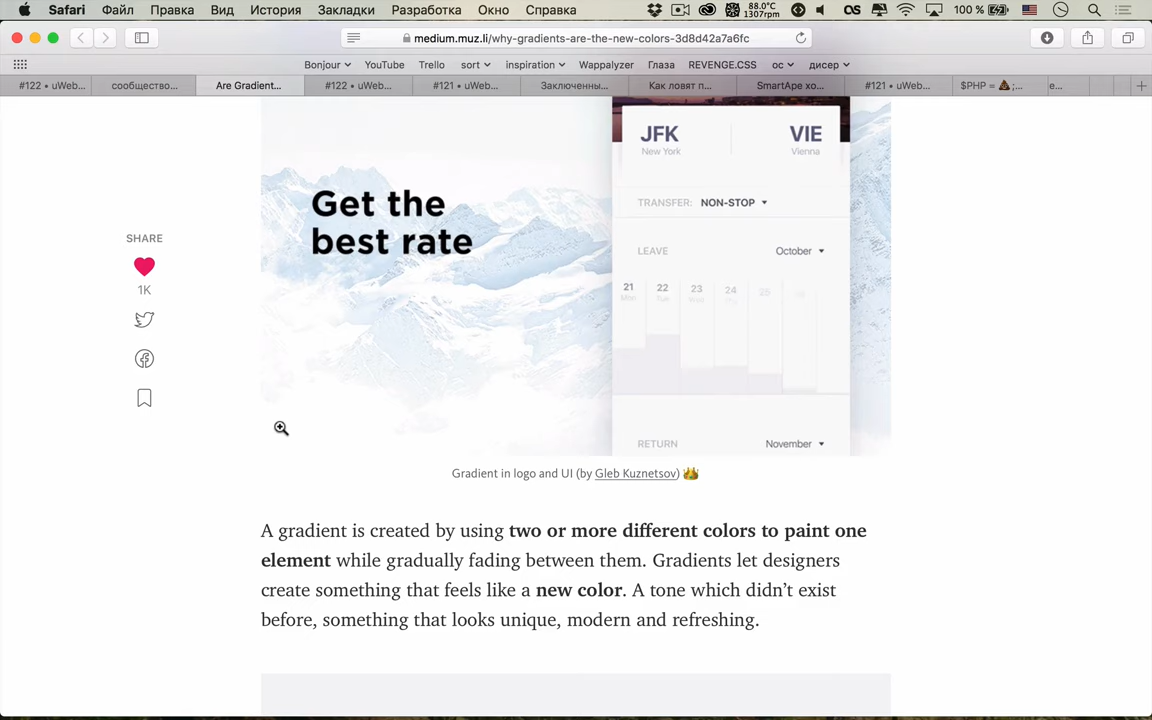 Safari Файл Правка Вид История Закладки Разработка Окно Справка 88.0°C 1307rpm 100 %
medium.muz.li/why-gradients-are-the-new-colors-3d8d42a7a6fc
Bonjour YouTube Trello sort inspiration Wappalyzer Глаза REVENGE.CSS ос дисер
#122 • uWeb... сообщество... Are Gradient... #122 • uWeb... #121 • uWeb... Заключенны... Как ловят п... SmartApe хо... #121 • uWeb... $PHP = 💩;... е...
JFK VIE
New York Vienna
TRANSFER: NON-STOP
Get the
best rate
SHARE
LEAVE October
1K
21 22 23 24 25
Mon Tue Wed Thu
RETURN November
Gradient in logo and UI (by Gleb Kuznetsov)
A gradient is created by using two or more different colors to paint one
element while gradually fading between them. Gradients let designers
create something that feels like a new color. A tone which didn’t exist
before, something that looks unique, modern and refreshing.